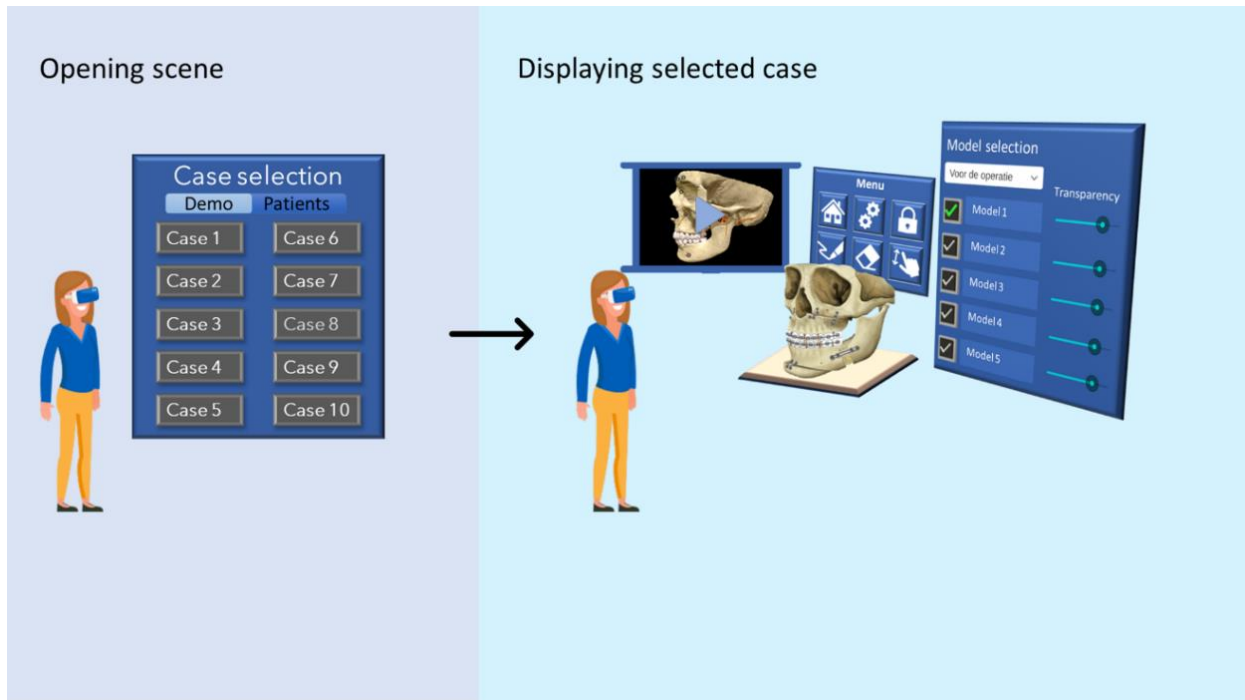 Opening scene
Case selection
Demo Patients
Case 1 Case 6
Case 2 Case 7
Case 3 Case 8
Case 4 Case 9
Case 5 Case 10
Displaying selected case
Menu
Model selection
Voor de operatie
Transparency
Model 1
Model 2
Model 3
Model 4
Model 5